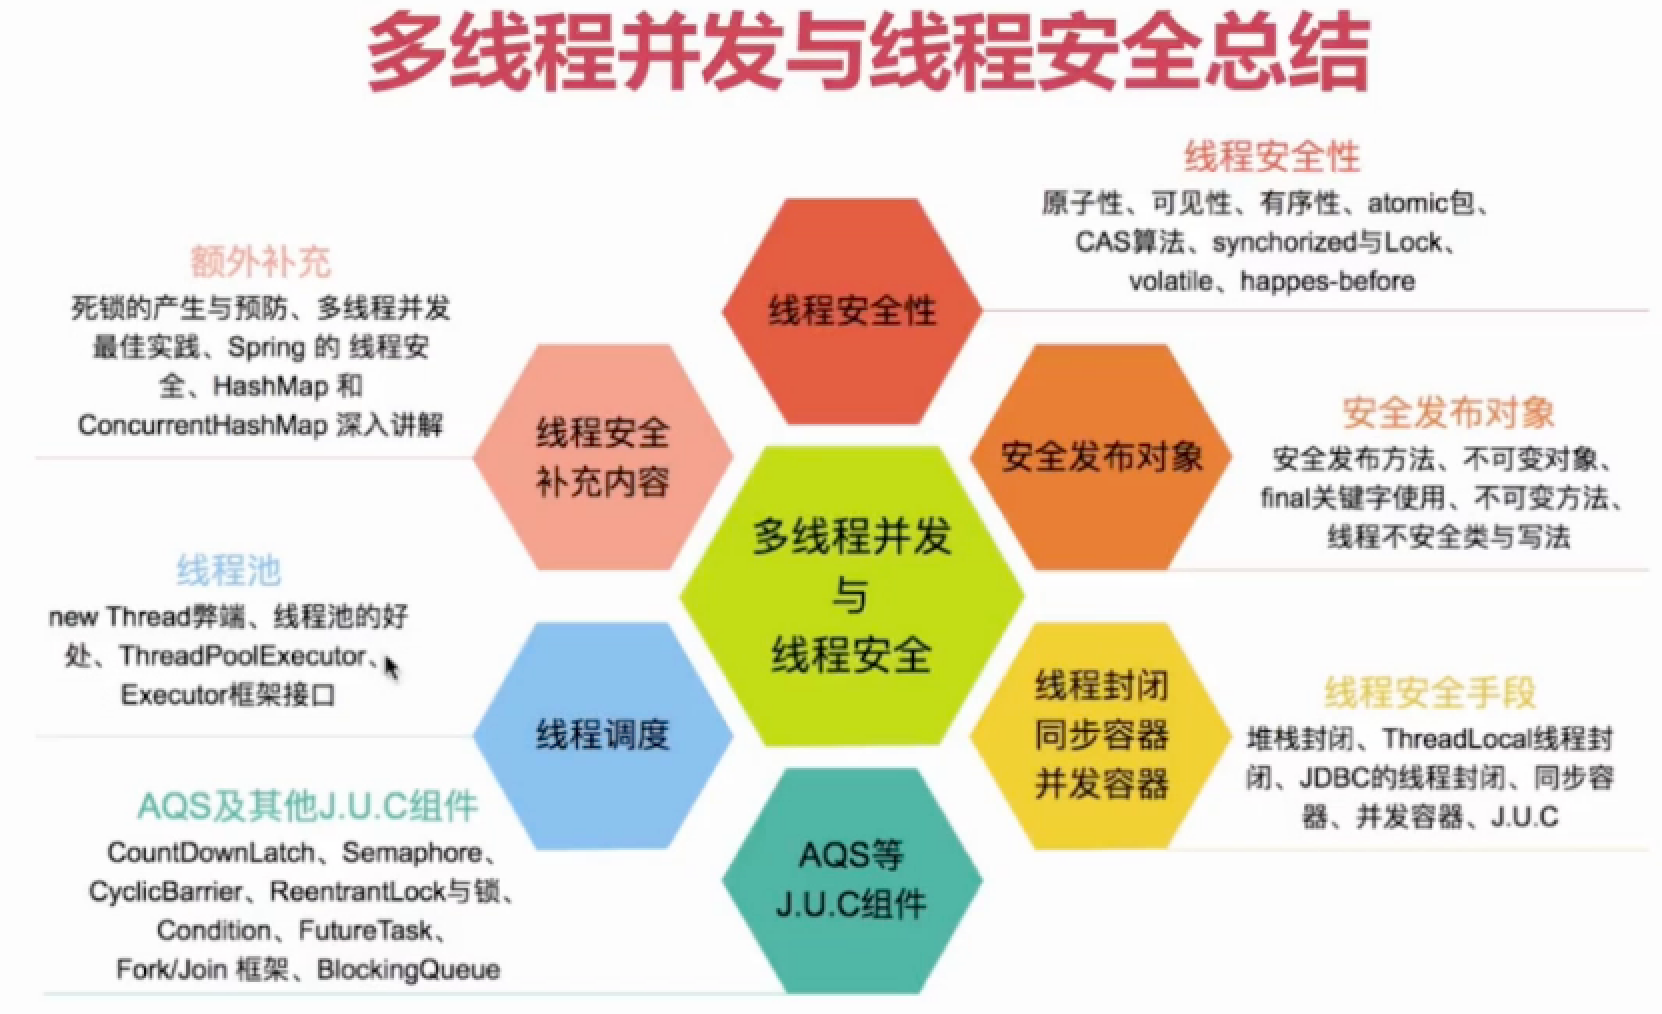 多线程并发与线程安全总结
线程安全性
原子性、可见性、有序性、atomic包、
CAS算法、synchorized与Lock、
volatile、happes-before
线程安全性
额外补充
死锁的产生与预防、多线程并发
最佳实践、Spring 的 线程安
全、HashMap 和
ConcurrentHashMap 深入讲解
线程安全
补充内容
安全发布对象
安全发布对象
安全发布方法、不可变对象、
final关键字使用、不可变方法、
线程不安全类与写法
多线程并发
与
线程安全
线程池
new Thread弊端、线程池的好
处、ThreadPoolExecutor、
Executor框架接口
线程调度
线程封闭
同步容器
并发容器
线程安全手段
堆栈封闭、ThreadLocal线程封
闭、JDBC的线程封闭、同步容
器、并发容器、J.U.C
AQS及其他J.U.C组件
CountDownLatch、Semaphore、
CyclicBarrier、ReentrantLock与锁、
Condition、FutureTask、
Fork/Join 框架、BlockingQueue
AQS等
J.U.C组件